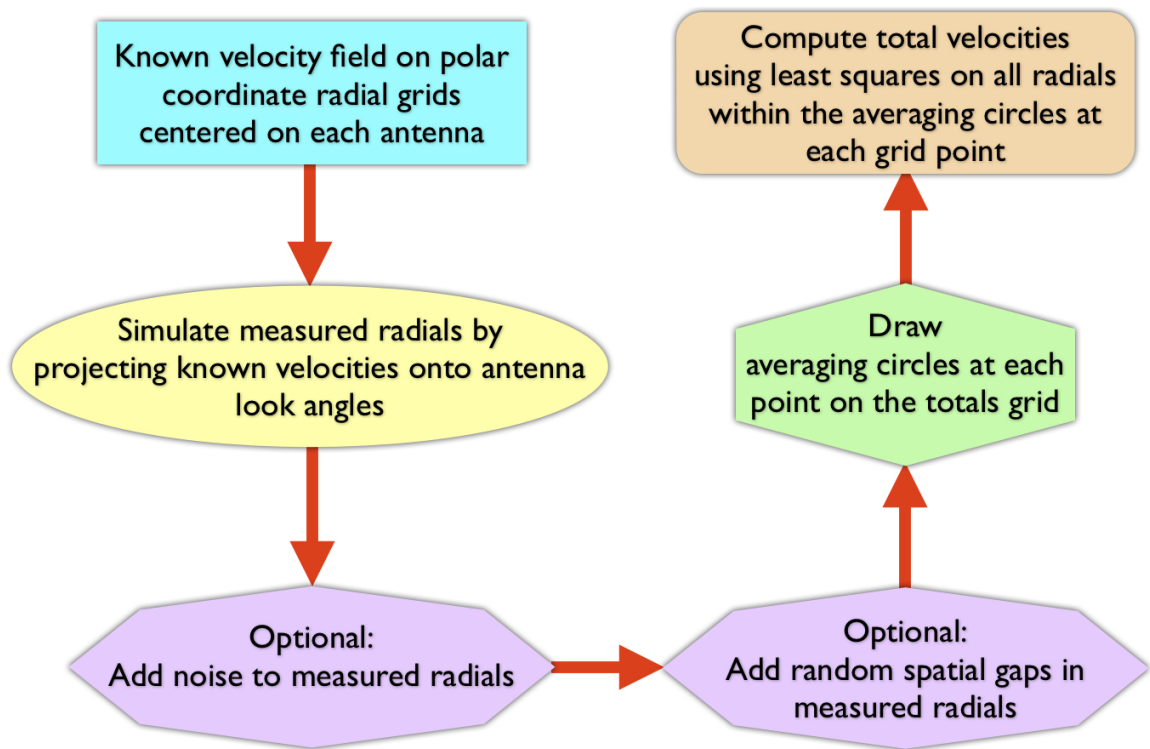 Known velocity field on polar
coordinate radial grids
centered on each antenna
Simulate measured radials by
projecting known velocities onto antenna
look angles
Optional:
Add noise to measured radials
Optional:
Add random spatial gaps in
measured radials
Draw
averaging circles at each
point on the totals grid
Compute total velocities
using least squares on all radials
within the averaging circles at
each grid point